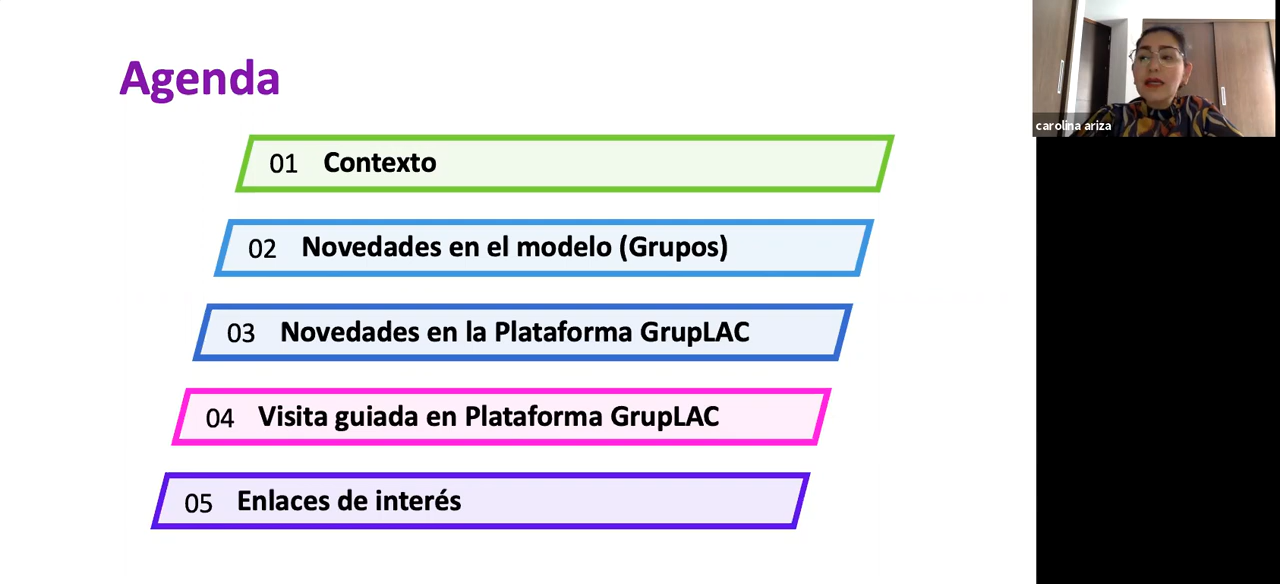 Agenda
01 Contexto
02 Novedades en el modelo (Grupos)
03 Novedades en la Plataforma GrupLAC
04 Visita guiada en Plataforma GrupLAC
05 Enlaces de interés
carolina ariza